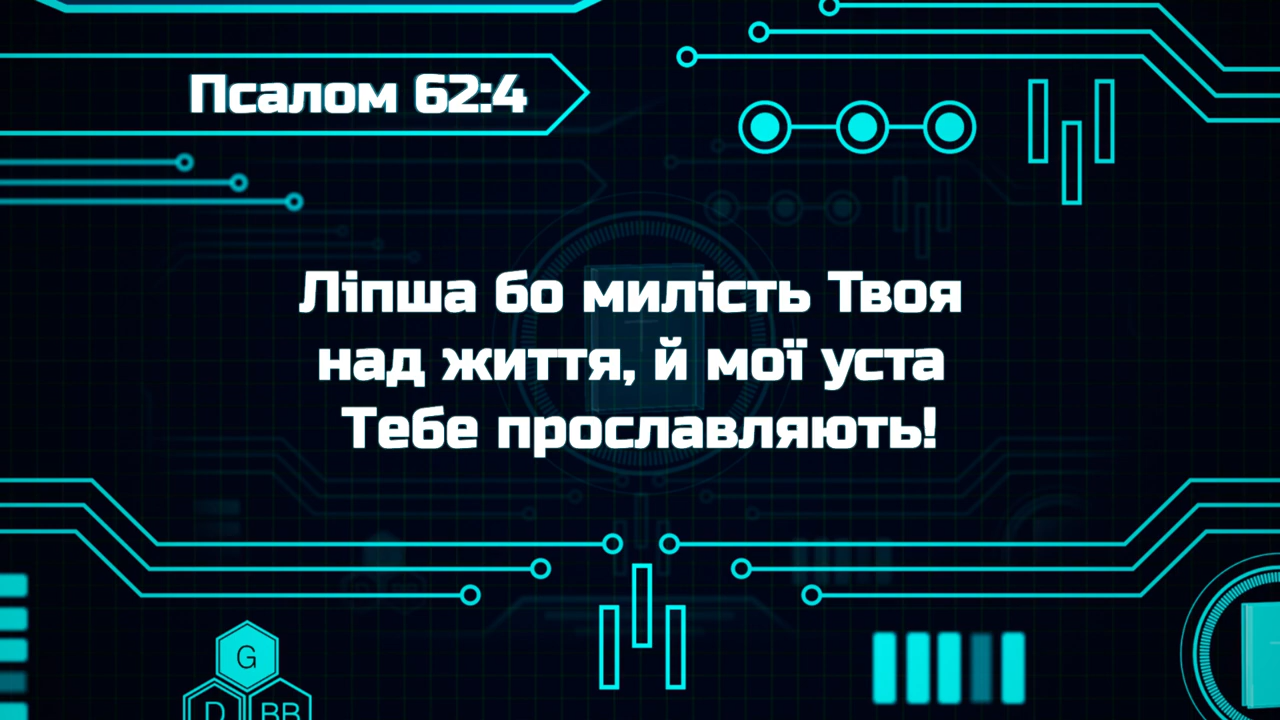 Псалом 62:4
Ліпша бо милість Твоя
над життя, й мої уста
Тебе прославляють!
G
D BB